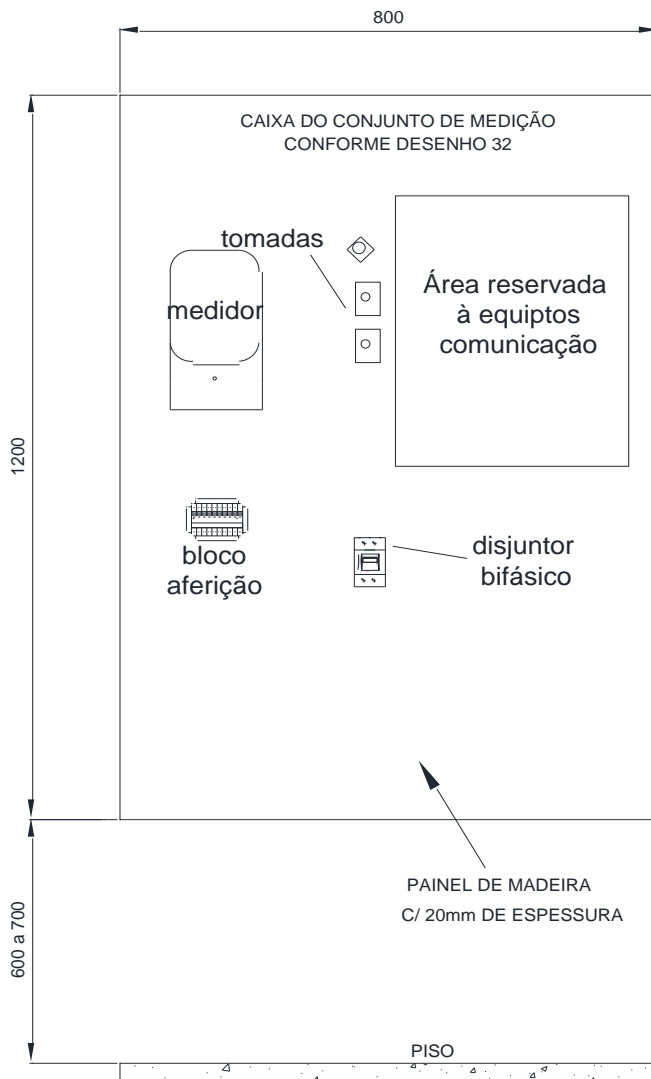 800
CAIXA DO CONJUNTO DE MEDIÇÃO
CONFORME DESENHO 32
tomadas
medidor
Área reservada
à equiptos
comunicação
1200
bloco
aferição
disjuntor
bifásico
PAINEL DE MADEIRA
C/ 20mm DE ESPESSURA
600 a 700
PISO